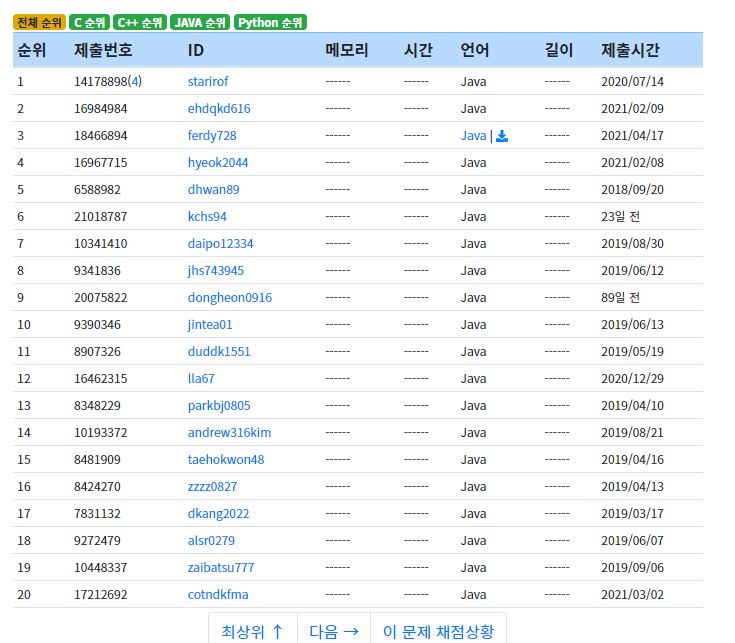 전체 순위 C 순위 C++ 순위 JAVA 순위 Python 순위
순위 제출번호 ID 메모리 시간 언어 길이 제출시간
1 14178898(4) starirof ------ ------ Java ------ 2020/07/14
2 16984984 ehdqkd616 ------ ------ Java ------ 2021/02/09
3 18466894 ferdy728 ------ ------ Java | ------ 2021/04/17
4 16967715 hyeok2044 ------ ------ Java ------ 2021/02/08
5 6588982 dhwan89 ------ ------ Java ------ 2018/09/20
6 21018787 kchs94 ------ ------ Java ------ 23일 전
7 10341410 daipo12334 ------ ------ Java ------ 2019/08/30
8 9341836 jhs743945 ------ ------ Java ------ 2019/06/12
9 20075822 dongheon0916 ------ ------ Java ------ 89일 전
10 9390346 jintea01 ------ ------ Java ------ 2019/06/13
11 8907326 duddk1551 ------ ------ Java ------ 2019/05/19
12 16462315 lla67 ------ ------ Java ------ 2020/12/29
13 8348229 parkbj0805 ------ ------ Java ------ 2019/04/10
14 10193372 andrew316kim ------ ------ Java ------ 2019/08/21
15 8481909 taehokwon48 ------ ------ Java ------ 2019/04/16
16 8424270 zzzz0827 ------ ------ Java ------ 2019/04/13
17 7831132 dkang2022 ------ ------ Java ------ 2019/03/17
18 9272479 alsr0279 ------ ------ Java ------ 2019/06/07
19 10448337 zaibatsu777 ------ ------ Java ------ 2019/09/06
20 17212692 cotndkfma ------ ------ Java ------ 2021/03/02
최상위 ↑ 다음 → 이 문제 채점상황